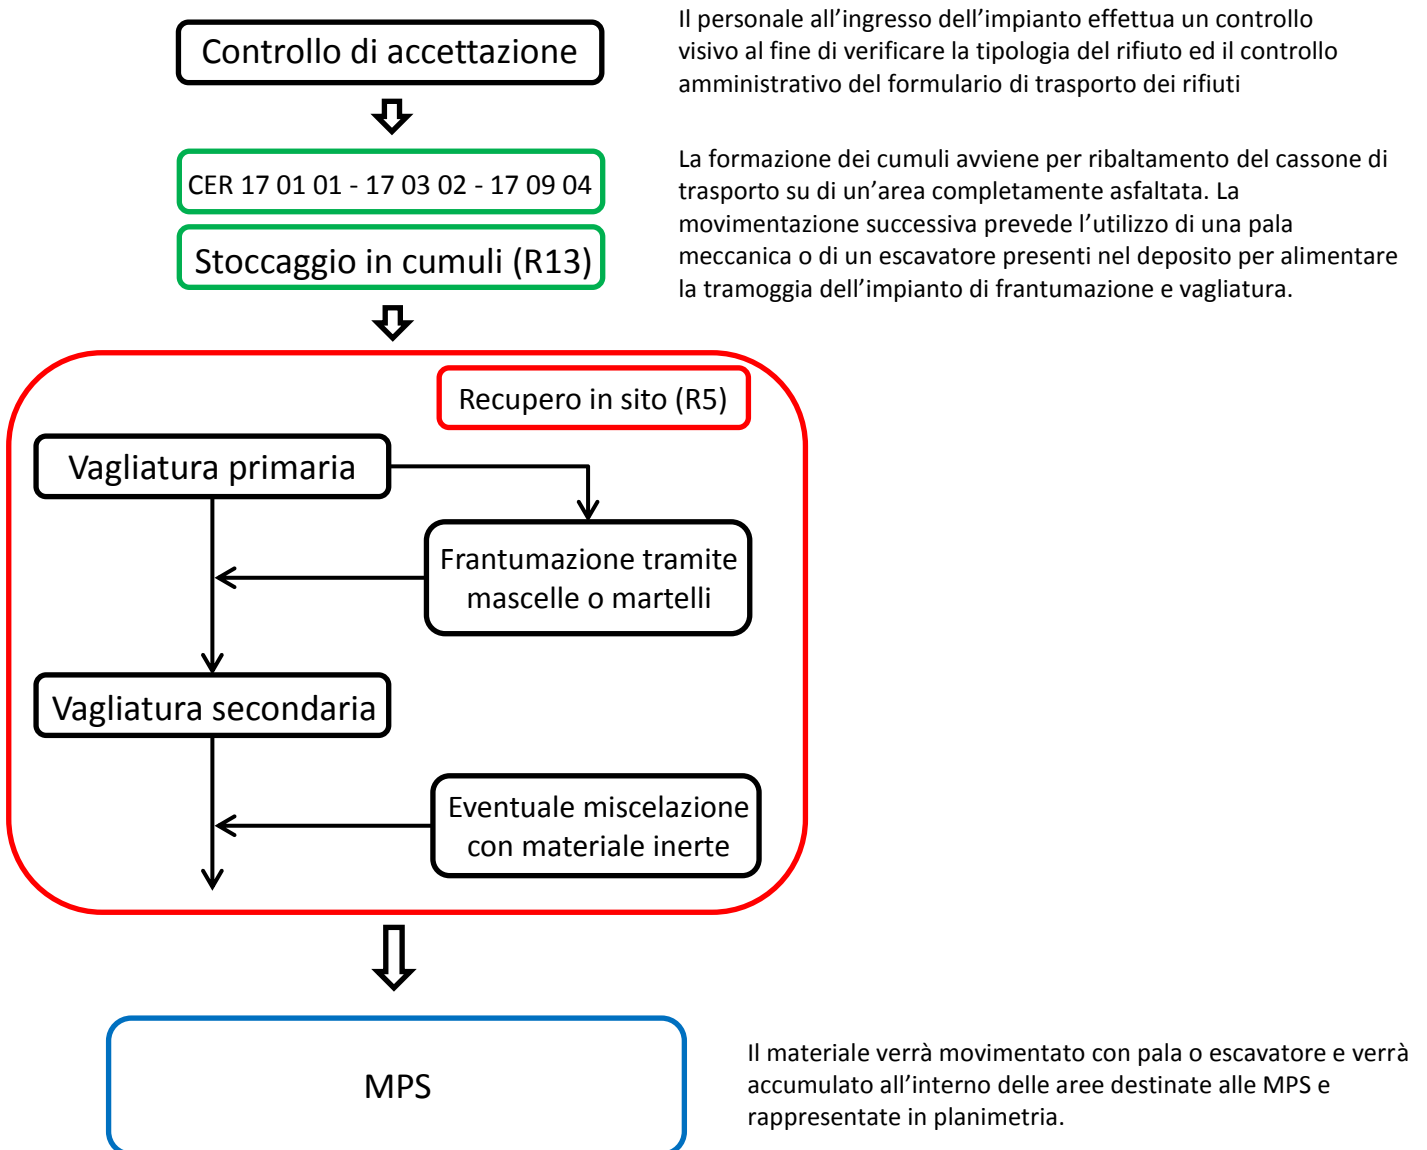 Controllo di accettazione
Il personale all’ingresso dell’impianto effettua un controllo
visivo al fine di verificare la tipologia del rifiuto ed il controllo
amministrativo del formulario di trasporto dei rifiuti
CER 17 01 01 - 17 03 02 - 17 09 04
Stoccaggio in cumuli (R13)
La formazione dei cumuli avviene per ribaltamento del cassone di
trasporto su di un’area completamente asfaltata. La
movimentazione successiva prevede l’utilizzo di una pala
meccanica o di un escavatore presenti nel deposito per alimentare
la tramoggia dell’impianto di frantumazione e vagliatura.
Recupero in sito (R5)
Vagliatura primaria
Frantumazione tramite
mascelle o martelli
Vagliatura secondaria
Eventuale miscelazione
con materiale inerte
MPS
Il materiale verrà movimentato con pala o escavatore e verrà
accumulato all’interno delle aree destinate alle MPS e
rappresentate in planimetria.